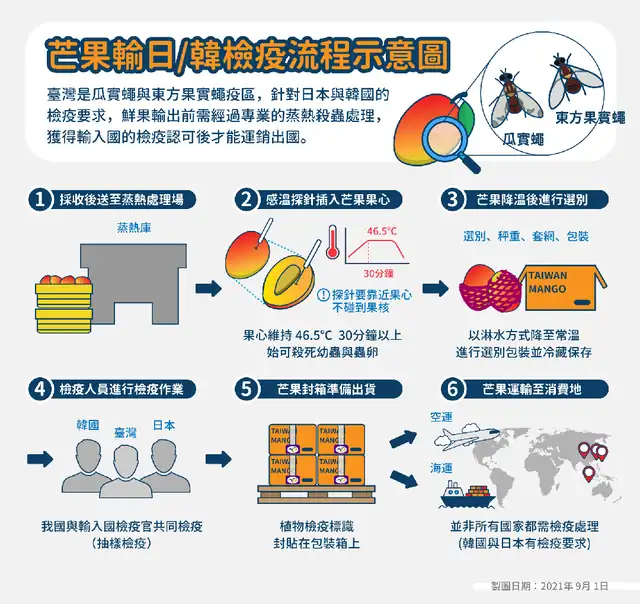 芒果輸日/韓檢疫流程示意圖
臺灣是瓜實蠅與東方果實蠅疫區，針對日本與韓國的
檢疫要求，鮮果輸出前需經過專業的蒸熱殺蟲處理，
獲得輸入國的檢疫認可後才能運銷出國。
東方果實蠅
瓜實蠅
1 採收後送至蒸熱處理場
蒸熱庫
2 感溫探針插入芒果果心
46.5℃
30分鐘
! 探針要靠近果心
不碰到果核
果心維持 46.5℃ 30分鐘以上
始可殺死幼蟲與蟲卵
3 芒果降溫後進行選別
選別、秤重、套網、包裝
TAIWAN
MANGO
以淋水方式降至常溫
進行選別包裝並冷藏保存
4 檢疫人員進行檢疫作業
韓國
臺灣
日本
我國與輸入國檢疫官共同檢疫
（抽樣檢疫）
5 芒果封箱準備出貨
TAIWAN
MANGO
TAIWAN
MANGO
TAIWAN
MANGO
TAIWAN
MANGO
植物檢疫標識
封貼在包裝箱上
6 芒果運輸至消費地
空運
海運
並非所有國家都需檢疫處理
(韓國與日本有檢疫要求)
製圖日期：2021年 9月 1日